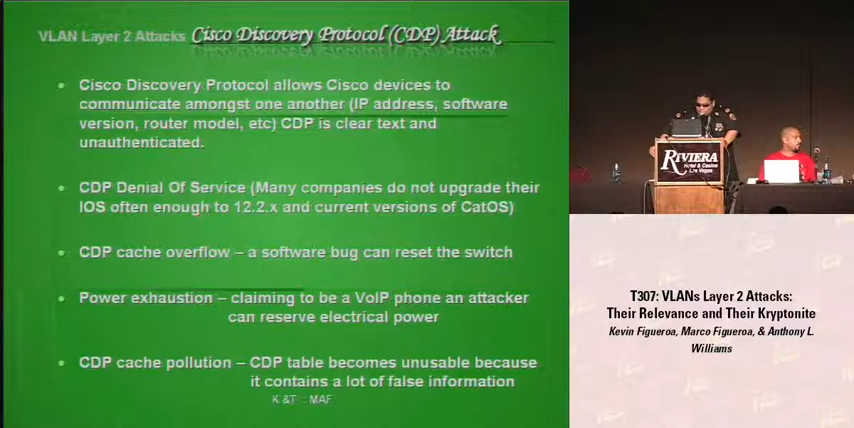 VLAN Layer 2 Attacks Cisco Discovery Protocol (CDP) Attack
• Cisco Discovery Protocol allows Cisco devices to
communicate amongst one another (IP address, software
version, router model, etc) CDP is clear text and
unauthenticated.
• CDP Denial Of Service (Many companies do not upgrade their
IOS often enough to 12.2.x and current versions of CatOS)
• CDP cache overflow – a software bug can reset the switch
• Power exhaustion – claiming to be a VoIP phone an attacker
can reserve electrical power
• CDP cache pollution – CDP table becomes unusable because
it contains a lot of false information
RIVIERA
Hotel & Casino
Las Vegas
T307: VLANs Layer 2 Attacks:
Their Relevance and Their Kryptonite
Kevin Figueroa, Marco Figueroa, & Anthony L.
Williams